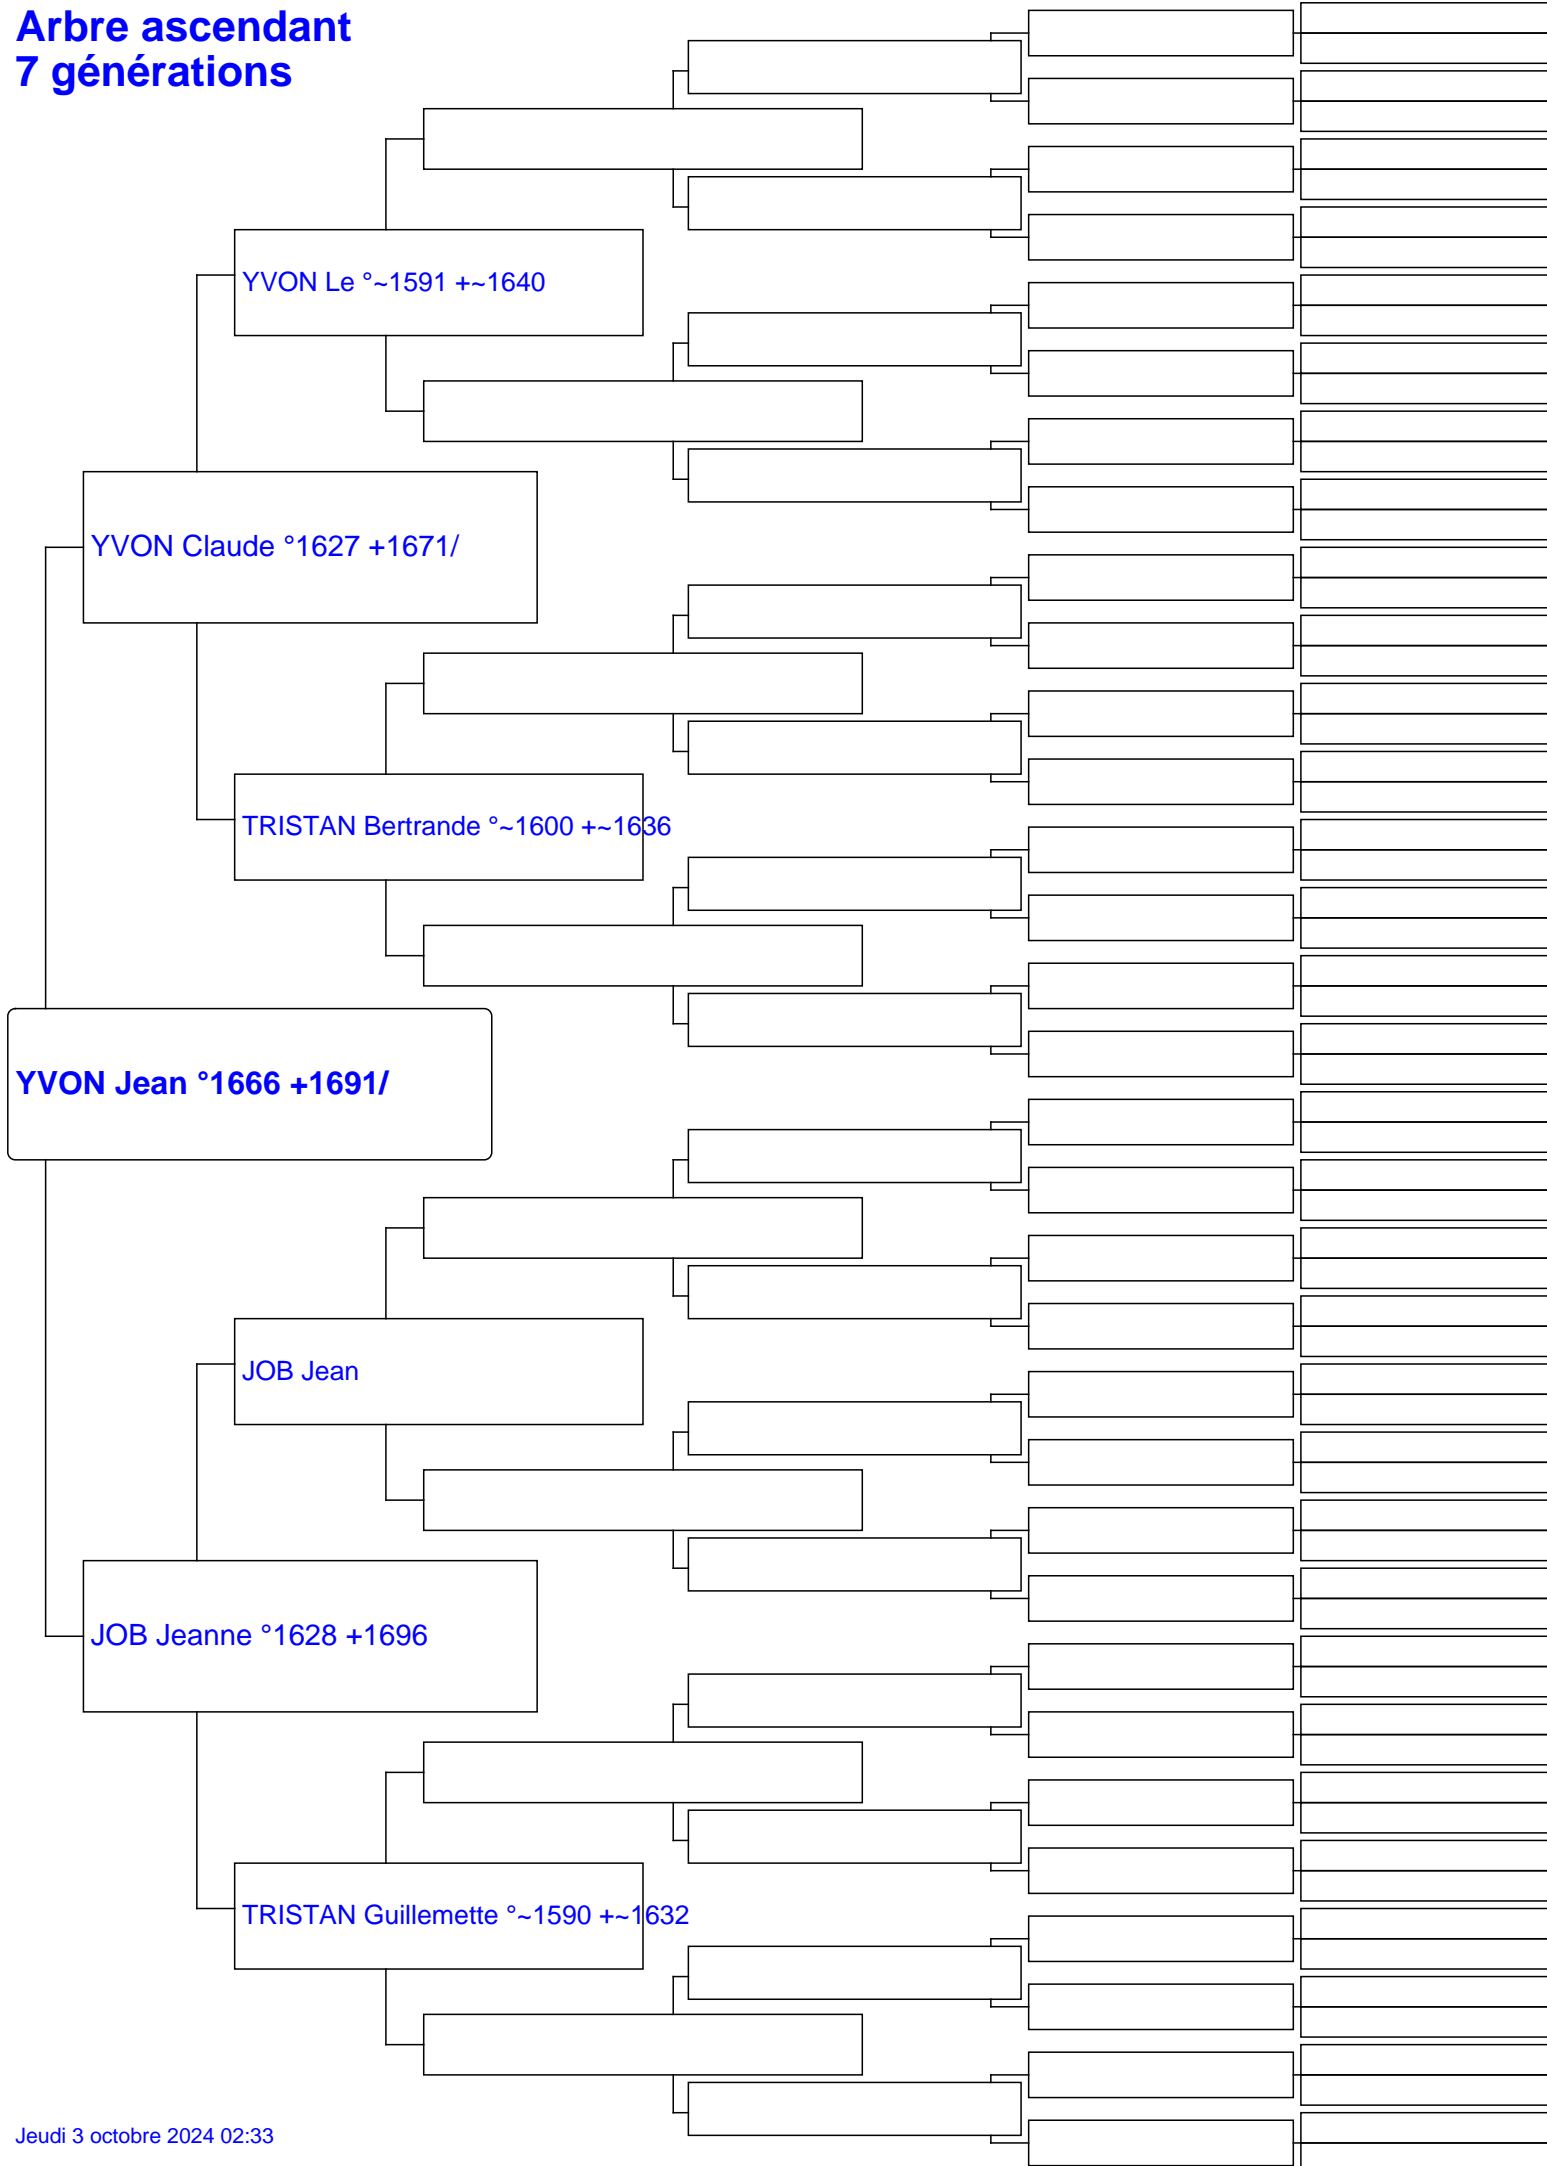 Arbre ascendant
7 générations
YVON Le °~1591 +~1640
YVON Claude °1627 +1671/
TRISTAN Bertrande °~1600 +~1636
YVON Jean °1666 +1691/
JOB Jean
JOB Jeanne °1628 +1696
TRISTAN Guillemette °~1590 +~1632
Jeudi 3 octobre 2024 02:33